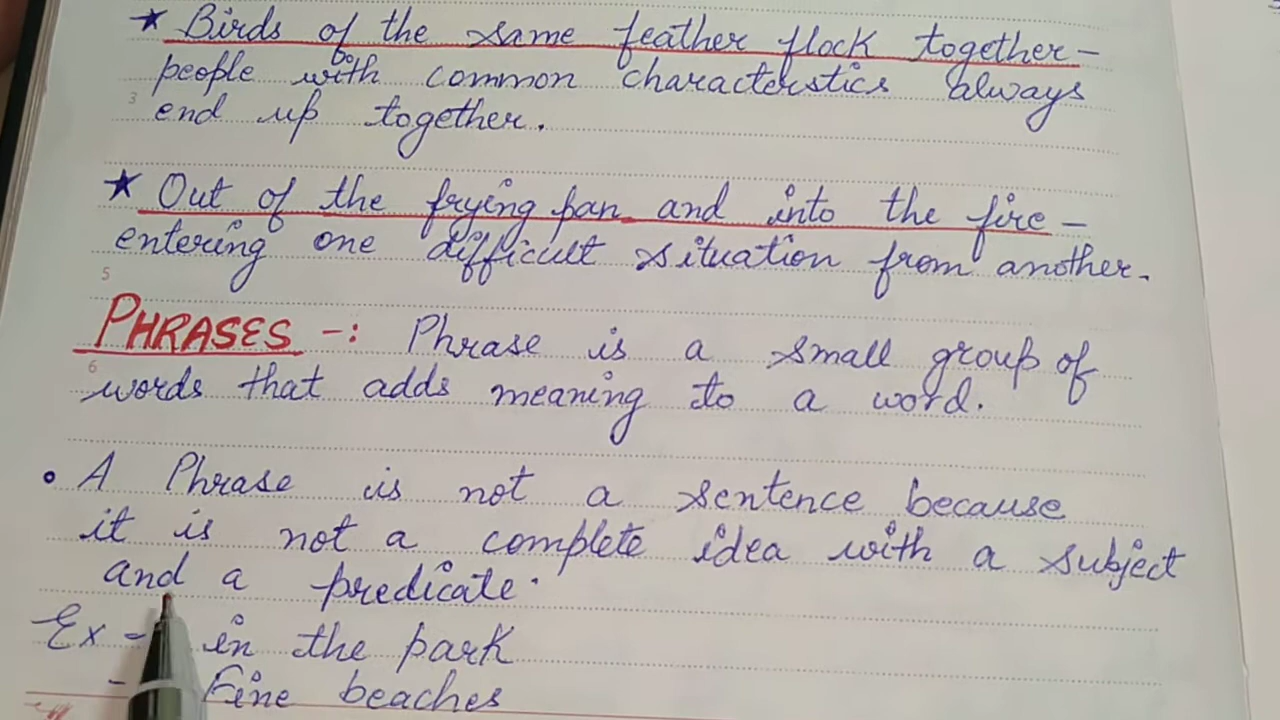 ★ Birds of the same feather flock together-
people with common characterstics always
end up together.
★ Out of the frying pan and into the fire -
entering one difficult situation from another.
PHRASES -: Phrase is a small group of
words that adds meaning to a word.
• A Phrase is not a sentence because
it is not a complete idea with a subject
and a predicate.
Ex - in the park
- Fine beaches